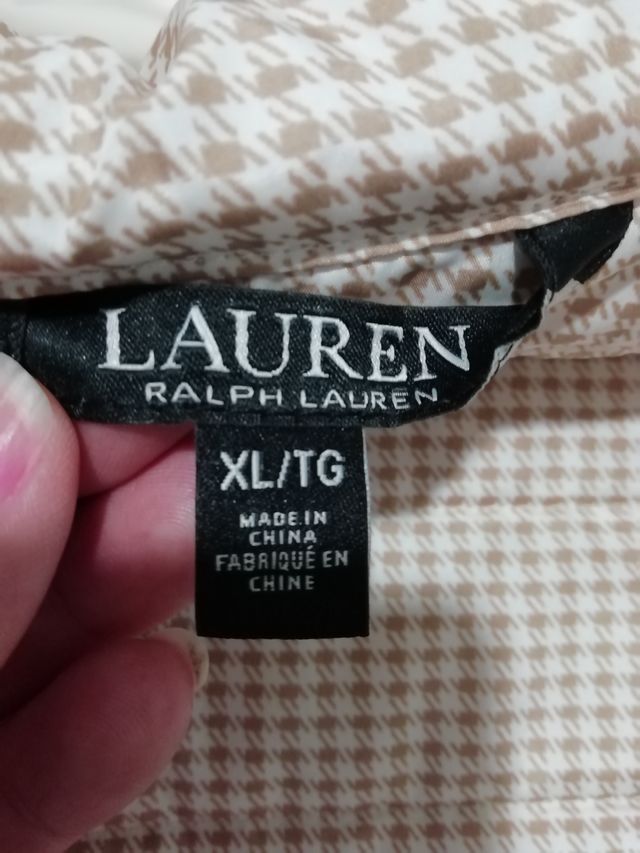 LAUREN
RALPH LAUREN
XL/TG
MADE IN
CHINA
FABRIQUÉ EN
CHINE